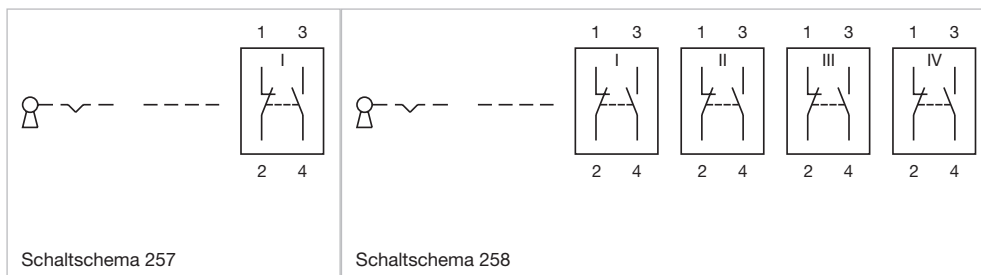 1 3
I
2 4
Schaltschema 257
1 3 1 3 1 3 1 3
I II III IV
2 4 2 4 2 4 2 4
Schaltschema 258